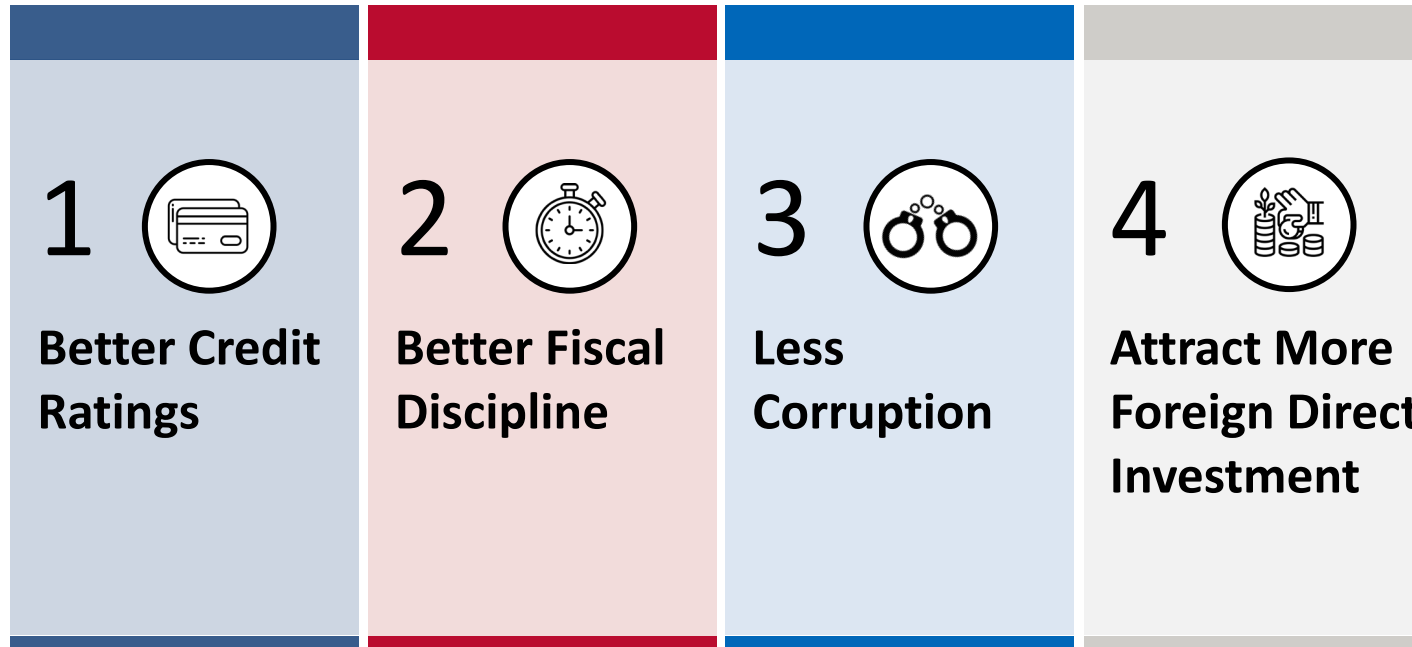 1
Better Credit
Ratings
2
Better Fiscal
Discipline
3
Less
Corruption
4
Attract More
Foreign Direct
Investment